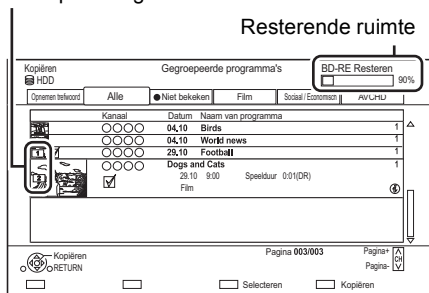 Resterende ruimte
Kopiëren
HDD
Gegroepeerde programma's
BD-RE Resteren
90%
Opnemen trefwoord Alle Niet bekeken Film Sociaal / Economisch AVCHD
Kanaal Datum Naam van programma
04.10 Birds 1
04.10 World news 1
1 29.10 Football 1
Dogs and Cats 1
2 29.10 9:00 Speelduur 0:01(DR)
Film
Kopiëren
RETURN
Pagina 003/003
Pagina+
CH
Pagina-
Selecteren Kopiëren